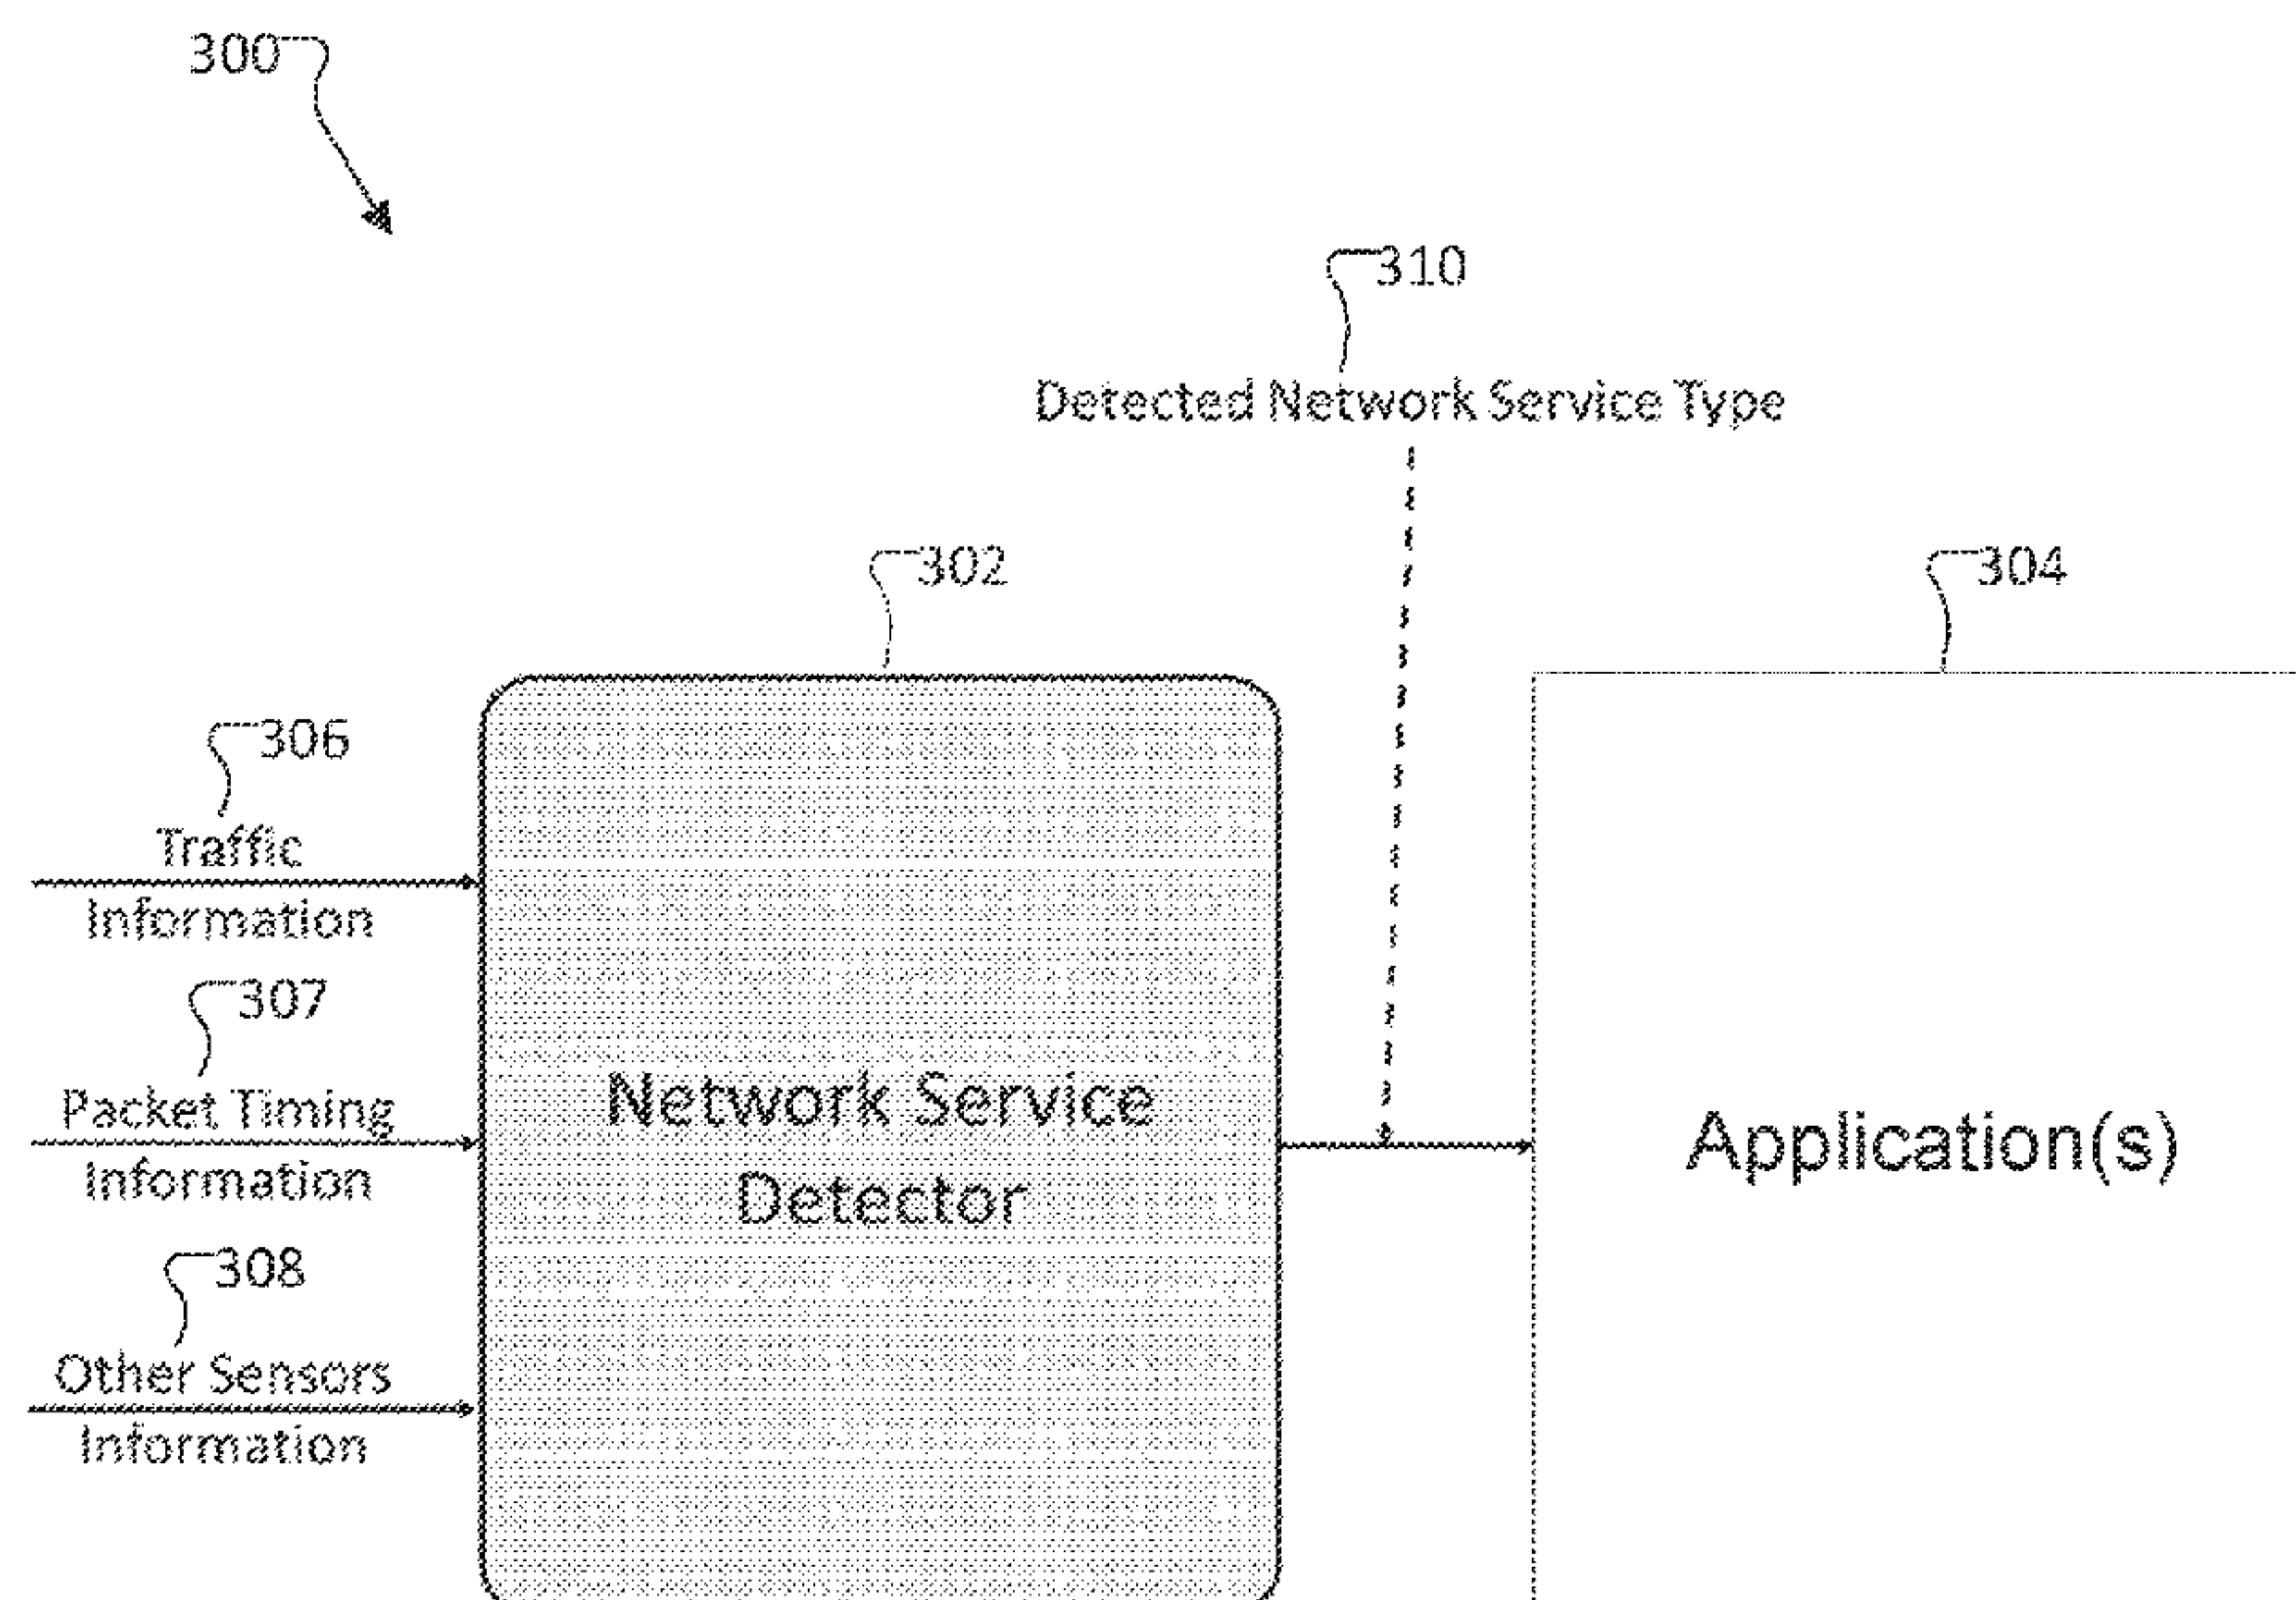 300
310
Detected Network Service Type
302
304
306
Traffic
Information
307
Packet Timing
Information
308
Other Sensors
Information
Network Service
Detector
Application(s)